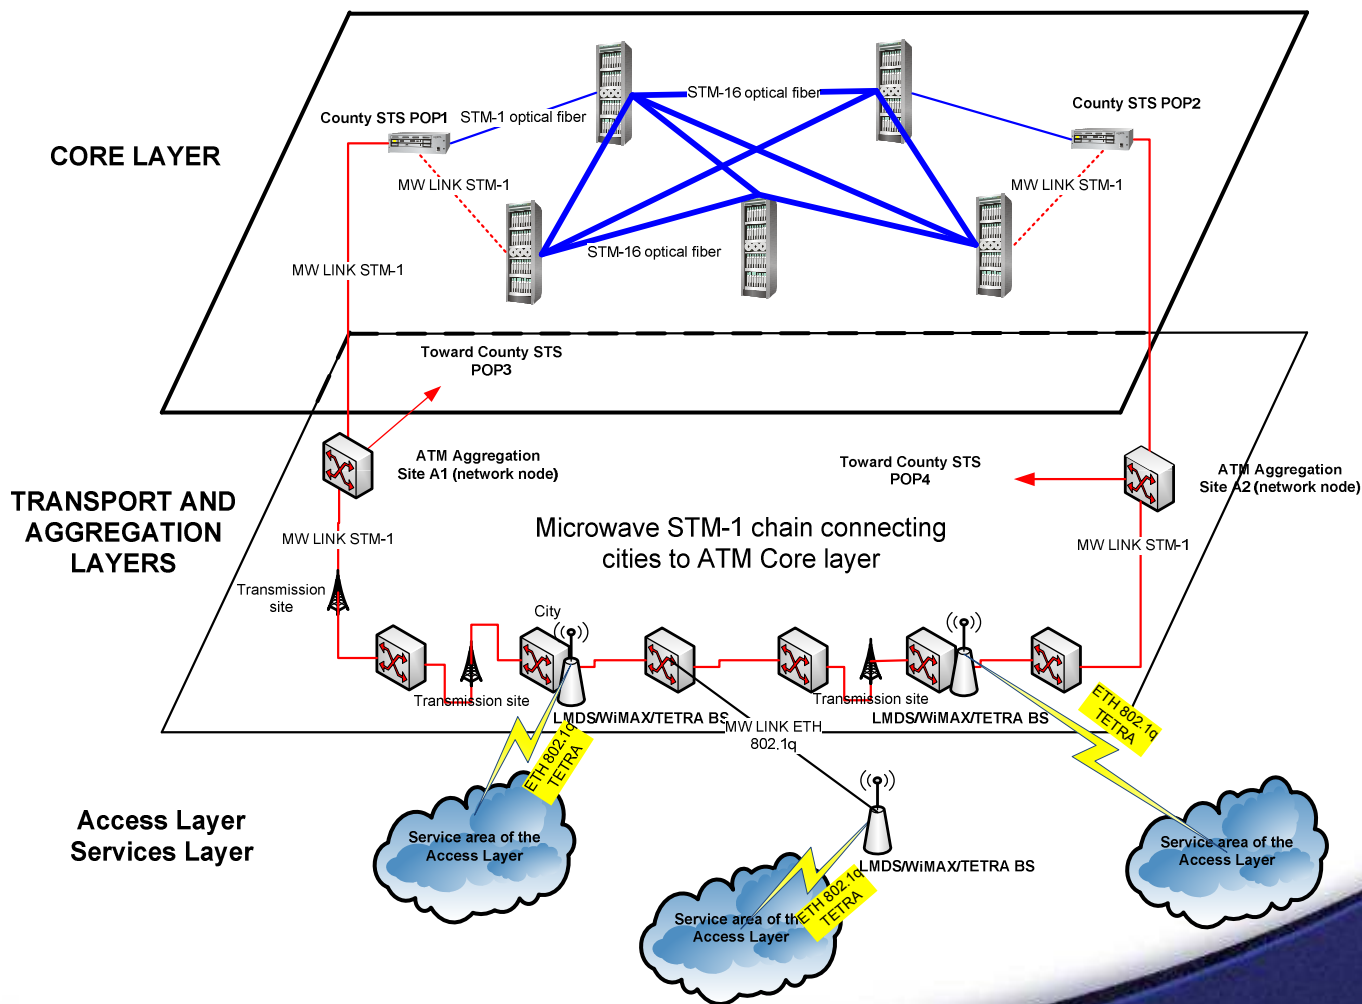 County STS POP1
STM-1 optical fiber
STM-16 optical fiber
County STS POP2
CORE LAYER
MW LINK STM-1
MW LINK STM-1
STM-16 optical fiber
MW LINK STM-1
MW LINK STM-1
Toward County STS
POP3
ATM Aggregation
Site A1 (network node)
Toward County STS
POP4
ATM Aggregation
Site A2 (network node)
TRANSPORT AND
AGGREGATION
LAYERS
MW LINK STM-1
Microwave STM-1 chain connecting
cities to ATM Core layer
MW LINK STM-1
Transmission
site
City
Transmission site
LMDS/WiMAX/TETRA BS
Transmission site
LMDS/WiMAX/TETRA BS
MW LINK ETH
802.1q
ETH 802.1q
TETRA
ETH 802.1q
TETRA
Access Layer
Services Layer
Service area of the
Access Layer
Service area of the
Access Layer
LMDS/WiMAX/TETRA BS
ETH 802.1q
TETRA
Service area of the
Access Layer